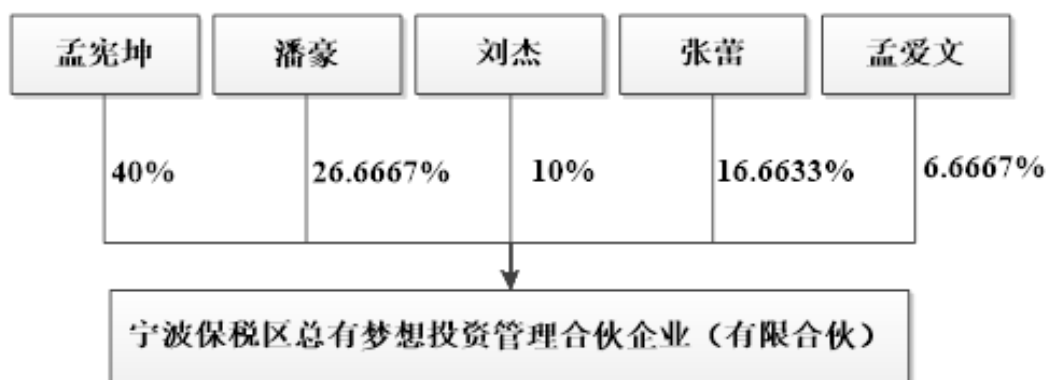 孟宪坤 潘豪 刘杰 张蕾 孟爱文
40% 26.6667% 10% 16.6633% 6.6667%
宁波保税区总有梦想投资管理合伙企业（有限合伙）